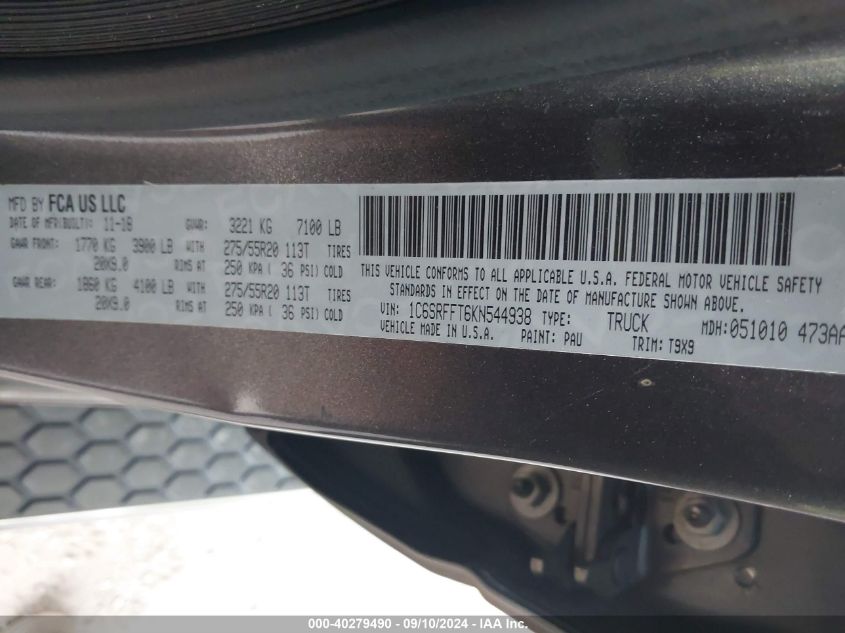 MFD BY FCA US LLC
DATE OF MFR(BUILT): 11-18 GVWR: 3221 KG 7100 LB
GAWR FRONT: 1770 KG 3900 LB WITH 275/55R20 113T TIRES
20X9.0 RIMS AT 250 KPA ( 36 PSI) COLD
GAWR REAR: 1860 KG 4100 LB WITH 275/55R20 113T TIRES
20X9.0 RIMS AT 250 KPA ( 36 PSI) COLD
THIS VEHICLE CONFORMS TO ALL APPLICABLE U.S.A. FEDERAL MOTOR VEHICLE SAFETY
STANDARDS IN EFFECT ON THE DATE OF MANUFACTURE SHOWN ABOVE.
VIN: 1C6SRFFT6KN544938 TYPE: TRUCK MDH:051010 473AA
VEHICLE MADE IN U.S.A. PAINT: PAU TRIM: T9X9
000-40279490 - 09/10/2024 - IAA Inc.